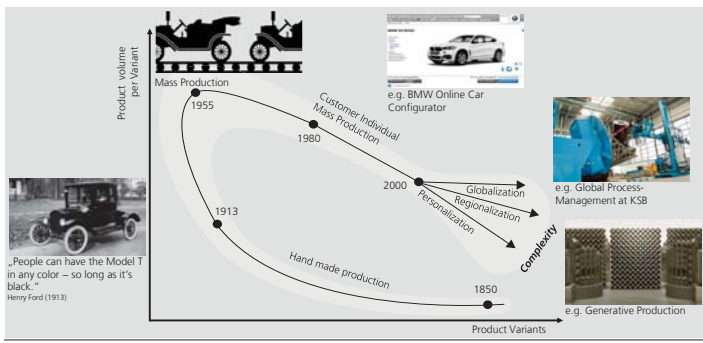 Product volume
per Variant
Mass Production
1955
Customer Individual
Mass Production
1980
e.g. BMW Online Car
Configurator
2000
Globalization
Regionalization
Personalization
Complexity
e.g. Global Process-
Management at KSB
1913
„People can have the Model T
in any color – so long as it's
black.“
Henry Ford (1913)
Hand made production
1850
e.g. Generative Production
Product Variants